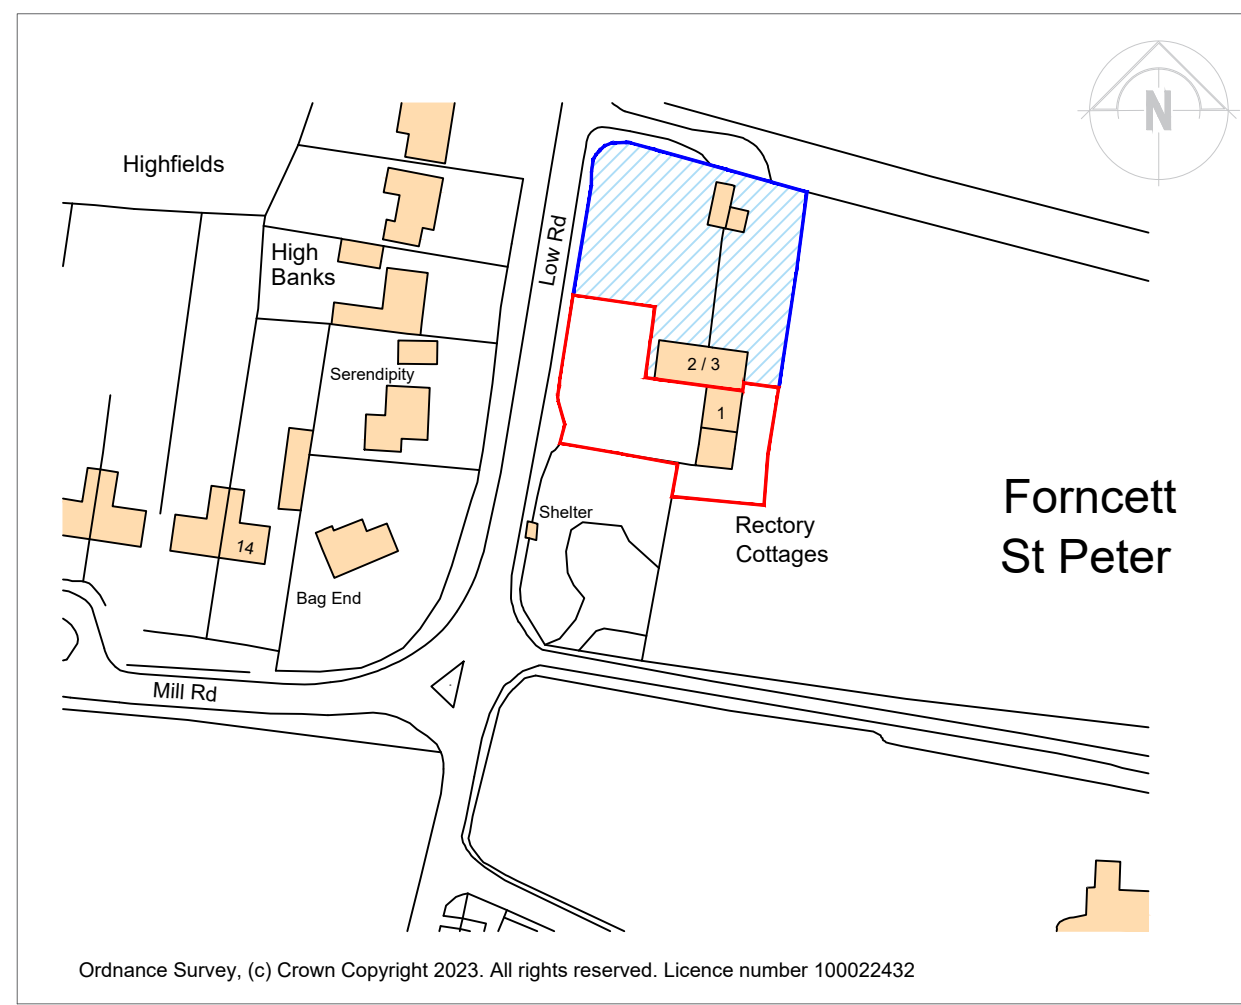 N
Highfields
High
Banks
Low Rd
Serendipity
2 / 3
1
Shelter
Forncett
St Peter
Rectory
Cottages
14
Bag End
Mill Rd
Ordnance Survey, (c) Crown Copyright 2023. All rights reserved. Licence number 100022432